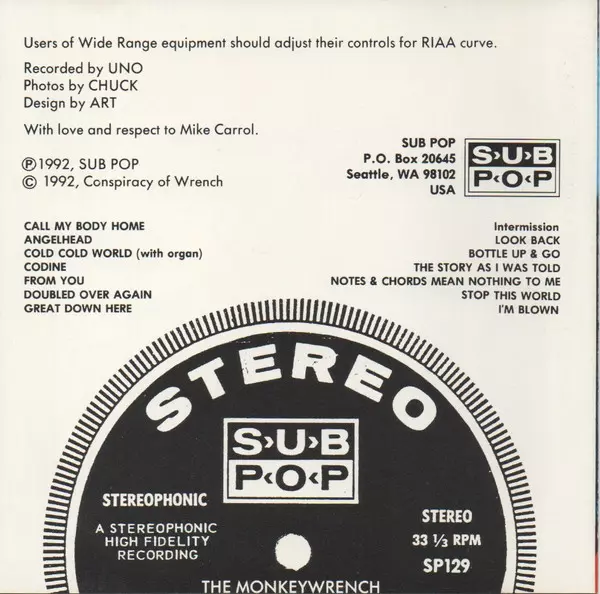 Users of Wide Range equipment should adjust their controls for RIAA curve.
Recorded by UNO
Photos by CHUCK
Design by ART
With love and respect to Mike Carrol.
℗1992, SUB POP
© 1992, Conspiracy of Wrench
SUB POP
P.O. Box 20645
Seattle, WA 98102
USA
S›U›B
P‹O‹P
CALL MY BODY HOME
ANGELHEAD
COLD COLD WORLD (with organ)
CODINE
FROM YOU
DOUBLED OVER AGAIN
GREAT DOWN HERE
Intermission
LOOK BACK
BOTTLE UP & GO
THE STORY AS I WAS TOLD
NOTES & CHORDS MEAN NOTHING TO ME
STOP THIS WORLD
I'M BLOWN
STEREO
S›U›B
P‹O‹P
STEREOPHONIC
A STEREOPHONIC
HIGH FIDELITY
RECORDING
STEREO
33 ⅓ RPM
SP129
THE MONKEYWRENCH